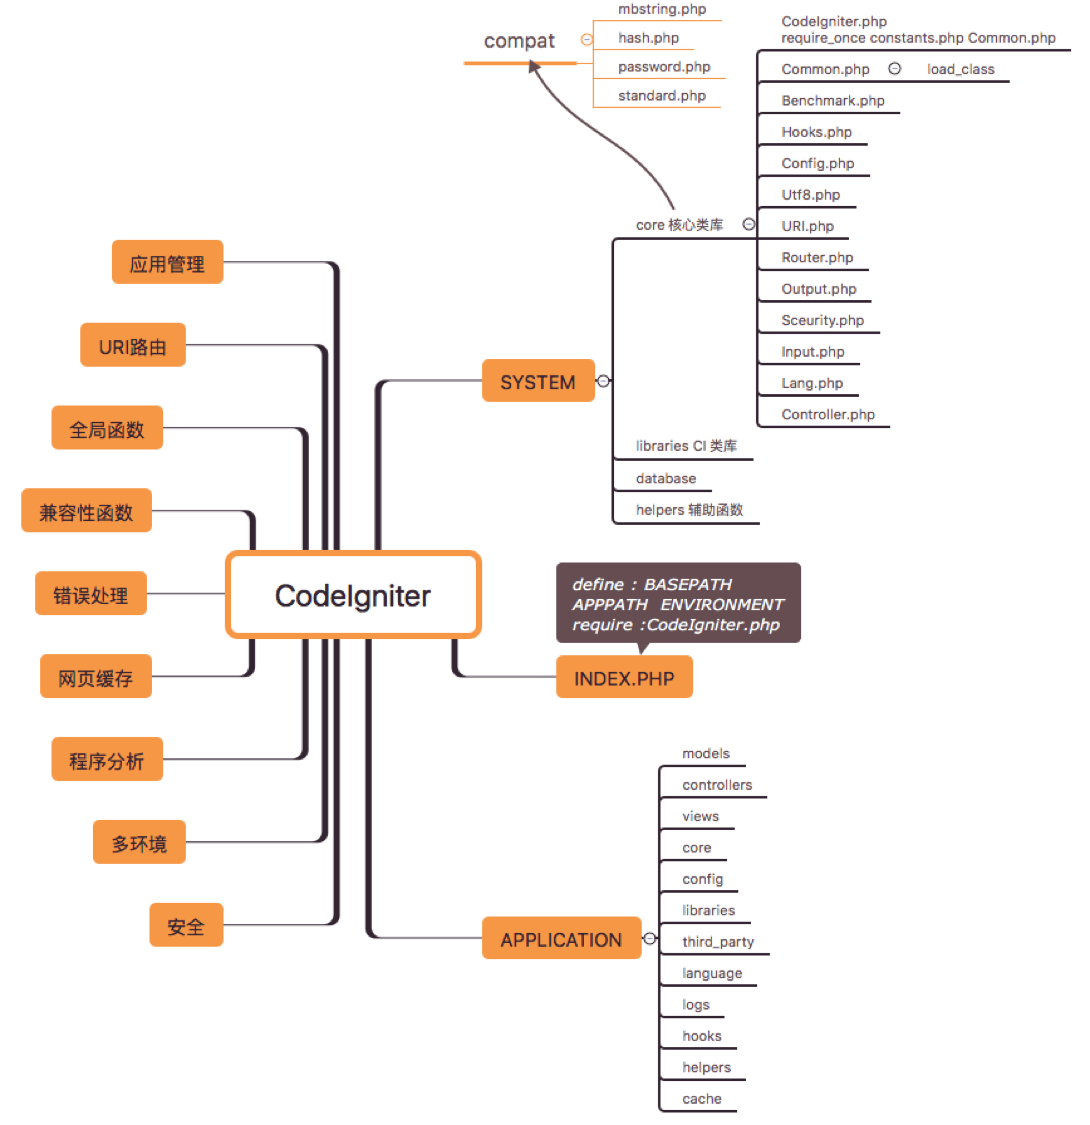 compat
mbstring.php
hash.php
password.php
standard.php
CodeIgniter.php
require_once constants.php Common.php
Common.php
load_class
Benchmark.php
Hooks.php
Config.php
Utf8.php
core 核心类库
URI.php
Router.php
Output.php
Sceurity.php
Input.php
Lang.php
Controller.php
SYSTEM
libraries CI 类库
database
helpers 辅助函数
应用管理
URI路由
全局函数
兼容性函数
错误处理
网页缓存
程序分析
多环境
安全
CodeIgniter
define : BASEPATH
APPPATH ENVIRONMENT
require :CodeIgniter.php
INDEX.PHP
APPLICATION
models
controllers
views
core
config
libraries
third_party
language
logs
hooks
helpers
cache